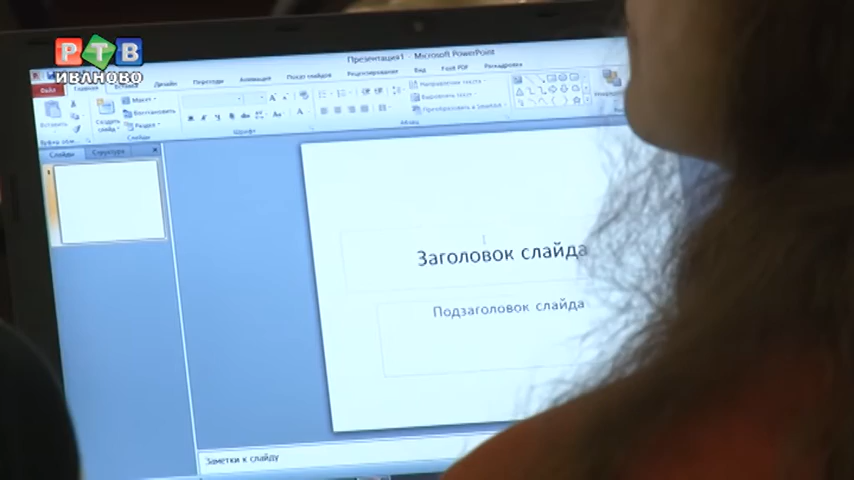 РТВ
ИВАНОВО
Презентация1 - Microsoft PowerPoint
Файл Главная Вставка Дизайн Переходы Анимация Показ слайдов Рецензирование Вид Foxit PDF Раскадровка
Создать слайд
Макет
Восстановить
Раздел
Направление текста
Выровнять текст
Преобразовать в SmartArt
Шрифт
Абзац
Слайды Структура
1
Заголовок слайда
Подзаголовок слайда
Заметки к слайду